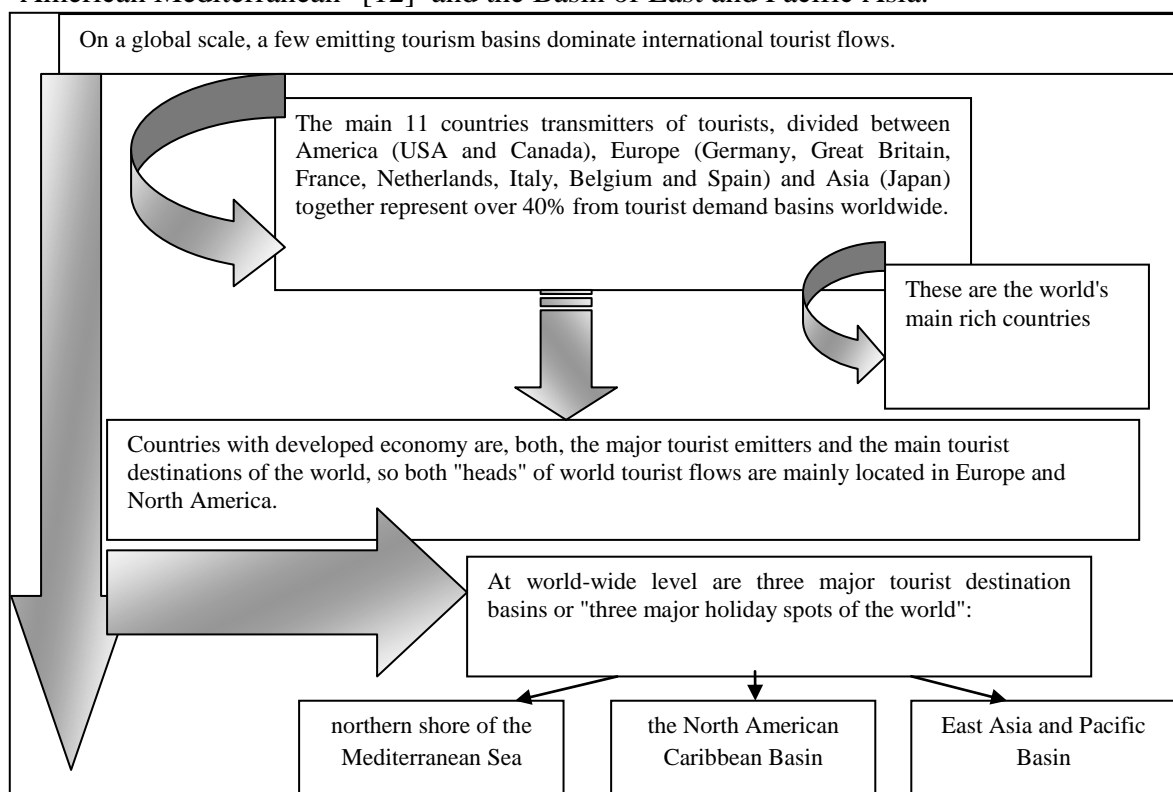 American Mediterranean" [12] and the Basin of East and Pacific Asia.
On a global scale, a few emitting tourism basins dominate international tourist flows.
The main 11 countries transmitters of tourists, divided between
America (USA and Canada), Europe (Germany, Great Britain,
France, Netherlands, Italy, Belgium and Spain) and Asia (Japan)
together represent over 40% from tourist demand basins worldwide.
These are the world's
main rich countries
Countries with developed economy are, both, the major tourist emitters and the main tourist
destinations of the world, so both "heads" of world tourist flows are mainly located in Europe and
North America.
At world-wide level are three major tourist destination
basins or "three major holiday spots of the world":
northern shore of the
Mediterranean Sea
the North American
Caribbean Basin
East Asia and Pacific
Basin